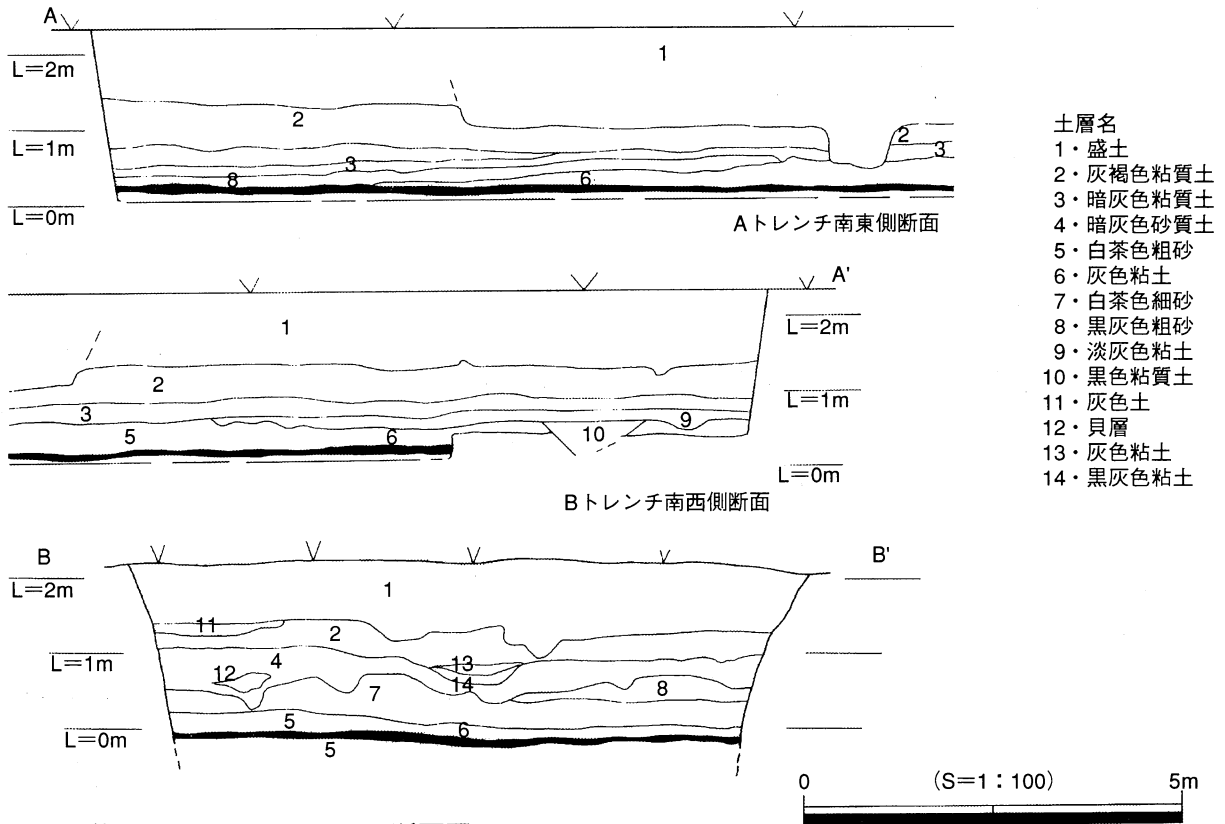 A
L=2m
1
2
2
L=1m
3
3
8
6
L=0m
Aトレンチ南東側断面
A'
1
L=2m
2
L=1m
3
9
5
6
10
L=0m
Bトレンチ南西側断面
B
B'
L=2m
1
11
2
L=1m
4
13
12
14
7
8
5
6
L=0m
5
土層名
1・盛土
2・灰褐色粘質土
3・暗灰色粘質土
4・暗灰色砂質土
5・白茶色粗砂
6・灰色粘土
7・白茶色細砂
8・黒灰色粗砂
9・淡灰色粘土
10・黒色粘質土
11・灰色土
12・貝層
13・灰色粘土
14・黒灰色粘土
0 (S=1:100) 5m